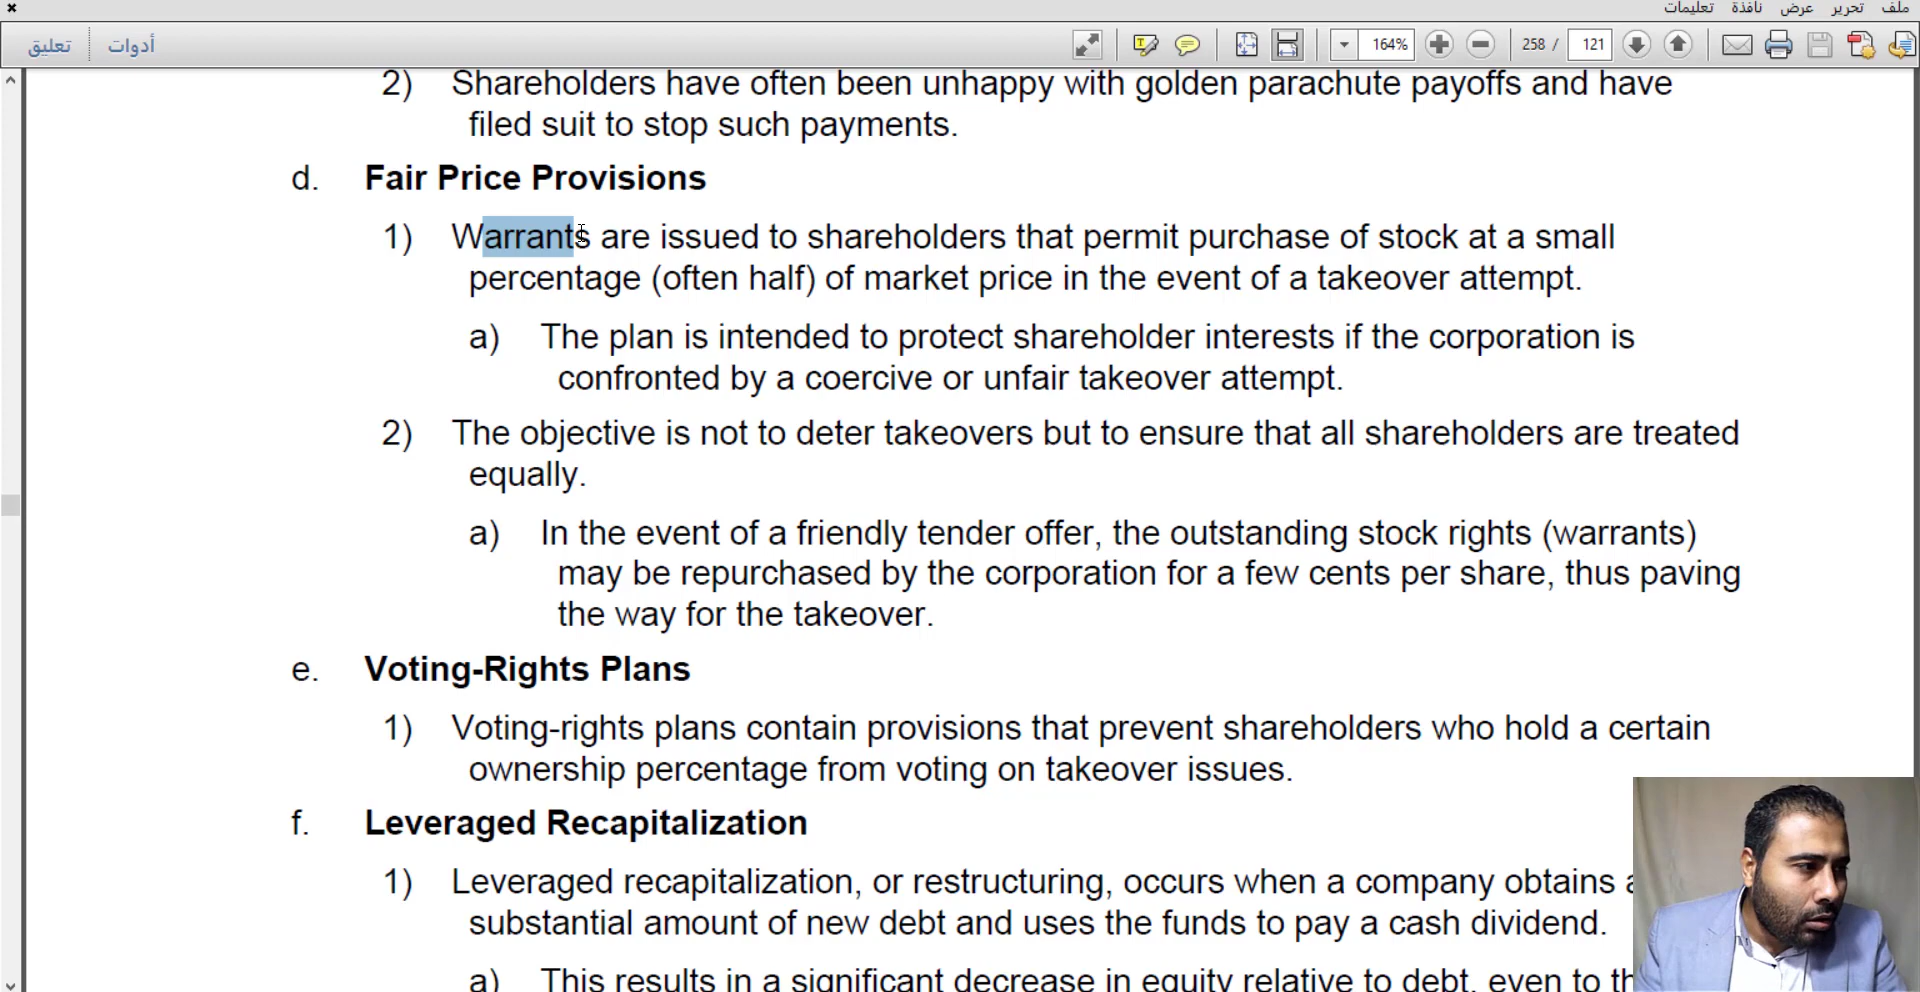 ملف تحرير عرض نافذة تعليمات
258 / 121 164% أدوات تعليق
2) Shareholders have often been unhappy with golden parachute payoffs and have
filed suit to stop such payments.
d. Fair Price Provisions
1) Warrants are issued to shareholders that permit purchase of stock at a small
percentage (often half) of market price in the event of a takeover attempt.
a) The plan is intended to protect shareholder interests if the corporation is
confronted by a coercive or unfair takeover attempt.
2) The objective is not to deter takeovers but to ensure that all shareholders are treated
equally.
a) In the event of a friendly tender offer, the outstanding stock rights (warrants)
may be repurchased by the corporation for a few cents per share, thus paving
the way for the takeover.
e. Voting-Rights Plans
1) Voting-rights plans contain provisions that prevent shareholders who hold a certain
ownership percentage from voting on takeover issues.
f. Leveraged Recapitalization
1) Leveraged recapitalization, or restructuring, occurs when a company obtains a
substantial amount of new debt and uses the funds to pay a cash dividend.
a) This results in a significant decrease in equity relative to debt, even to